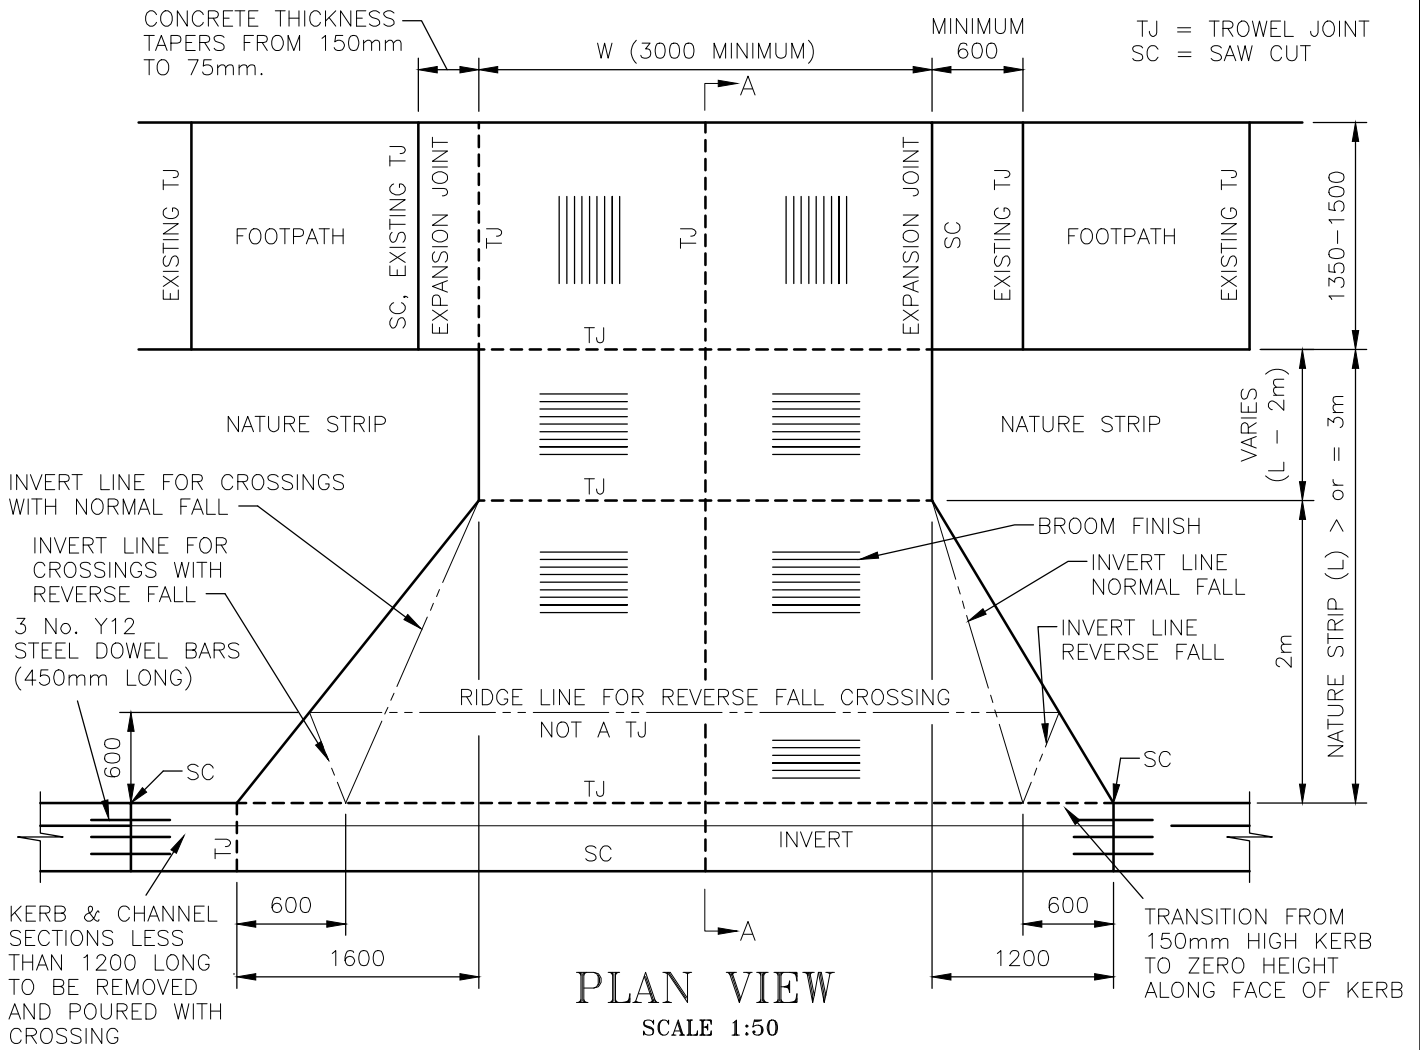 CONCRETE THICKNESS
TAPERS FROM 150mm
TO 75mm.
W (3000 MINIMUM)
MINIMUM
600
TJ = TROWEL JOINT
SC = SAW CUT
A
EXISTING TJ
FOOTPATH
SC, EXISTING TJ
EXPANSION JOINT
TJ
TJ
EXPANSION JOINT
SC
EXISTING TJ
FOOTPATH
EXISTING TJ
1350-1500
TJ
NATURE STRIP
NATURE STRIP
VARIES
(L - 2m)
NATURE STRIP (L) > or = 3m
INVERT LINE FOR CROSSINGS
WITH NORMAL FALL
TJ
BROOM FINISH
INVERT LINE FOR
CROSSINGS WITH
REVERSE FALL
INVERT LINE
NORMAL FALL
3 No. Y12
STEEL DOWEL BARS
(450mm LONG)
INVERT LINE
REVERSE FALL
2m
RIDGE LINE FOR REVERSE FALL CROSSING
NOT A TJ
600
SC
TJ
SC
TJ
SC
INVERT
KERB & CHANNEL
SECTIONS LESS
THAN 1200 LONG
TO BE REMOVED
AND POURED WITH
CROSSING
600
1600
A
600
1200
TRANSITION FROM
150mm HIGH KERB
TO ZERO HEIGHT
ALONG FACE OF KERB
PLAN VIEW
SCALE 1:50